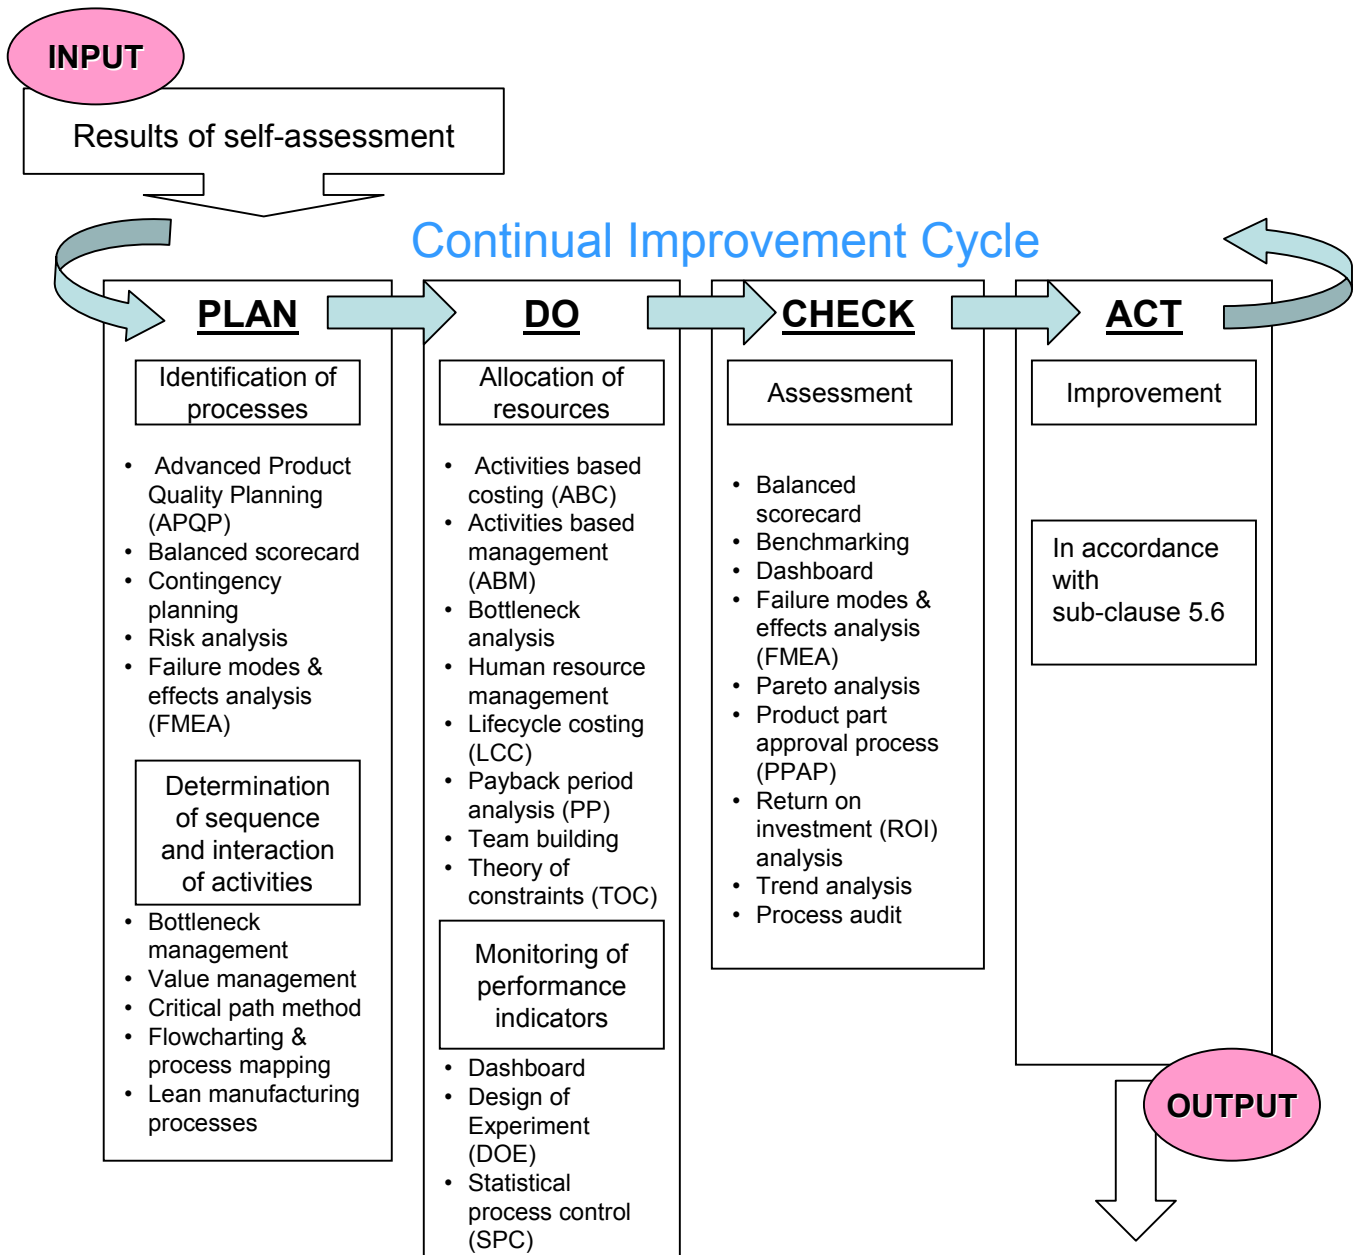 INPUT
Results of self-assessment
Continual Improvement Cycle
PLAN
Identification of
processes
• Advanced Product
Quality Planning
(APQP)
• Balanced scorecard
• Contingency
planning
• Risk analysis
• Failure modes &
effects analysis
(FMEA)
Determination
of sequence
and interaction
of activities
• Bottleneck
management
• Value management
• Critical path method
• Flowcharting &
process mapping
• Lean manufacturing
processes
DO
Allocation of
resources
• Activities based
costing (ABC)
• Activities based
management
(ABM)
• Bottleneck
analysis
• Human resource
management
• Lifecycle costing
(LCC)
• Payback period
analysis (PP)
• Team building
• Theory of
constraints (TOC)
Monitoring of
performance
indicators
• Dashboard
• Design of
Experiment
(DOE)
• Statistical
process control
(SPC)
CHECK
Assessment
• Balanced
scorecard
• Benchmarking
• Dashboard
• Failure modes &
effects analysis
(FMEA)
• Pareto analysis
• Product part
approval process
(PPAP)
• Return on
investment (ROI)
analysis
• Trend analysis
• Process audit
ACT
Improvement
In accordance
with
sub-clause 5.6
OUTPUT